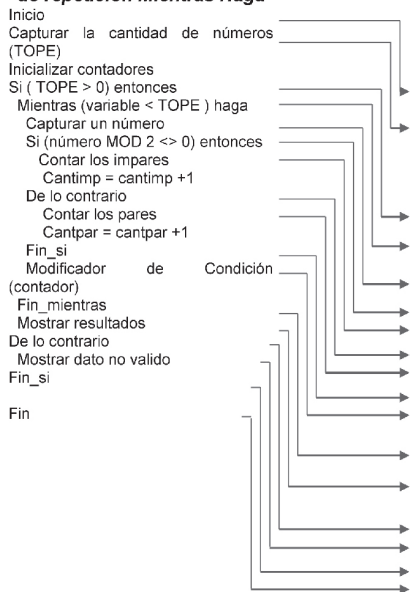 de repetición Mientras Haga
Inicio
Capturar la cantidad de números
(TOPE)
Inicializar contadores
Si ( TOPE > 0) entonces
Mientras (variable < TOPE ) haga
Capturar un número
Si (número MOD 2 <> 0) entonces
Contar los impares
Cantimp = cantimp +1
De lo contrario
Contar los pares
Cantpar = cantpar +1
Fin_si
Modificador de Condición
(contador)
Fin_mientras
Mostrar resultados
De lo contrario
Mostrar dato no valido
Fin_si
Fin